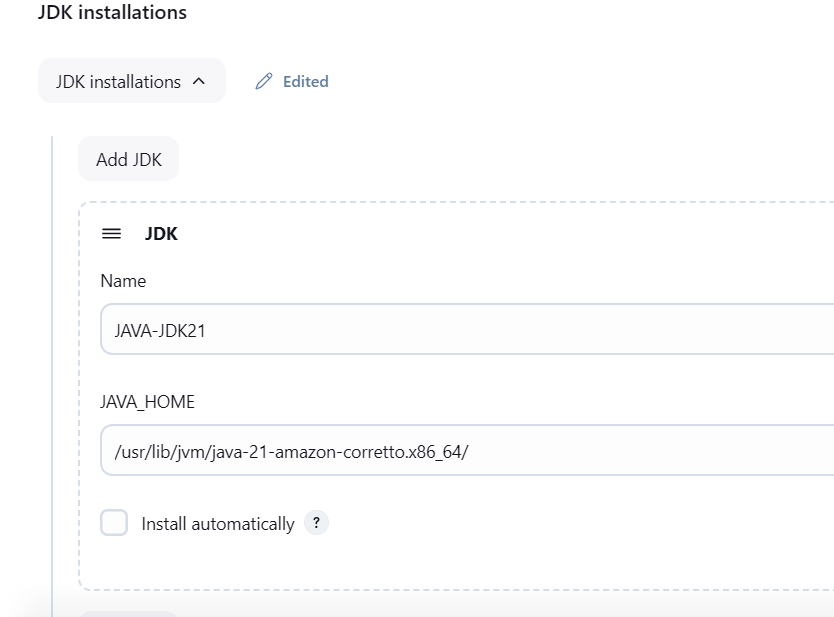 JDK installations
JDK installations
Edited
Add JDK
JDK
Name
JAVA-JDK21
JAVA_HOME
/usr/lib/jvm/java-21-amazon-corretto.x86_64/
Install automatically ?